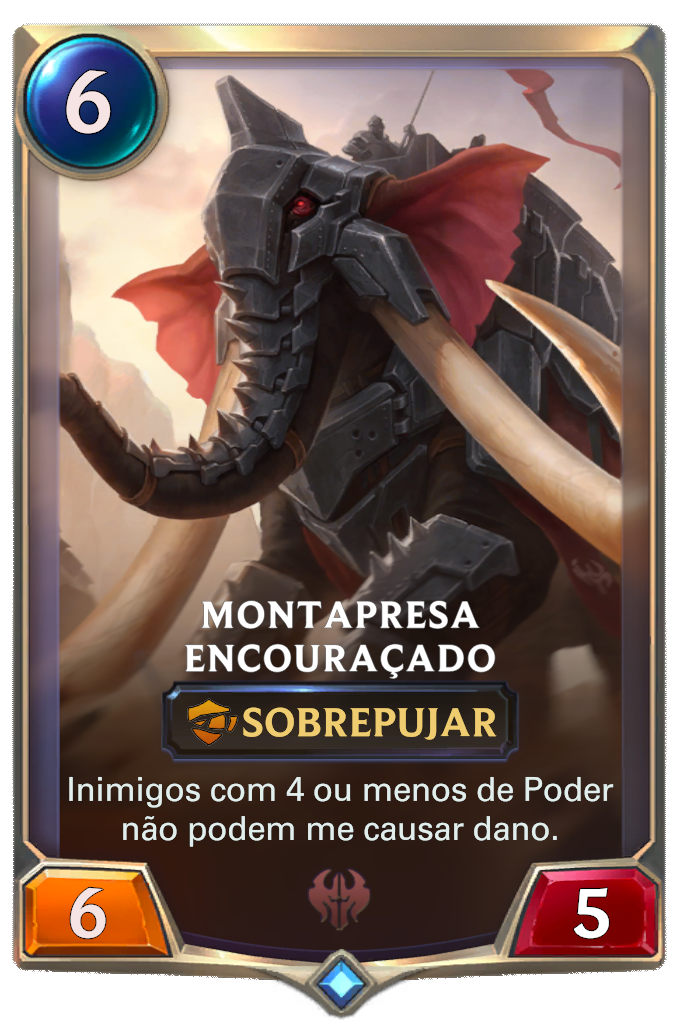 6
MONTAPRESA
ENCOURAÇADO
SOBREPUJAR
Inimigos com 4 ou menos de Poder
não podem me causar dano.
6
5